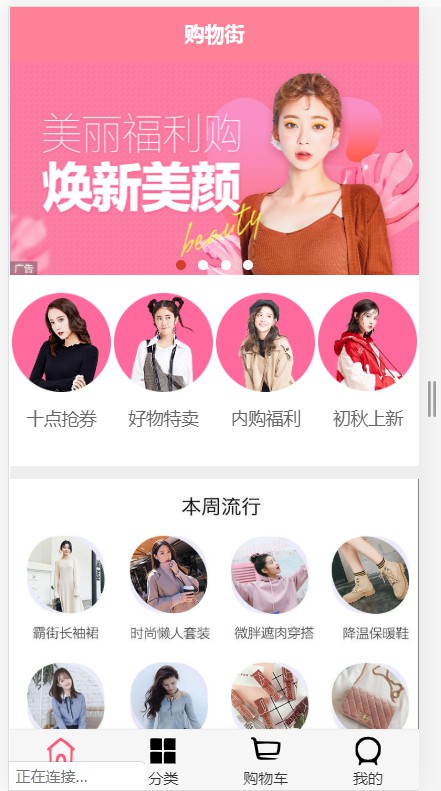 购物街
美丽福利购
焕新美颜
beauty
广告
十点抢券
好物特卖
内购福利
初秋上新
本周流行
霸街长袖裙
时尚懒人套装
微胖遮肉穿搭
降温保暖鞋
正在连接...
分类
购物车
我的